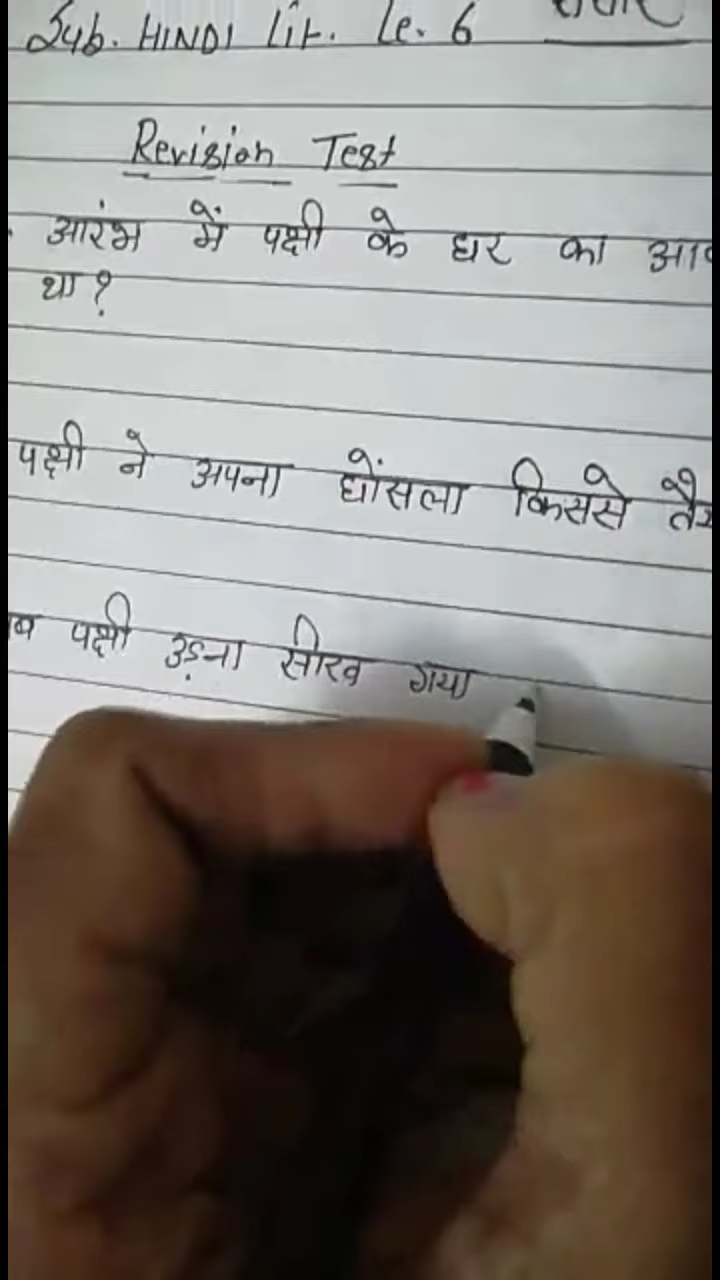 Sub. HINDI Lit. Le. 6
Revision Test
आरंभ में पक्षी के घर का
था?
पक्षी ने अपना घोंसला किससे
पक्षी उड़ना सीख गया